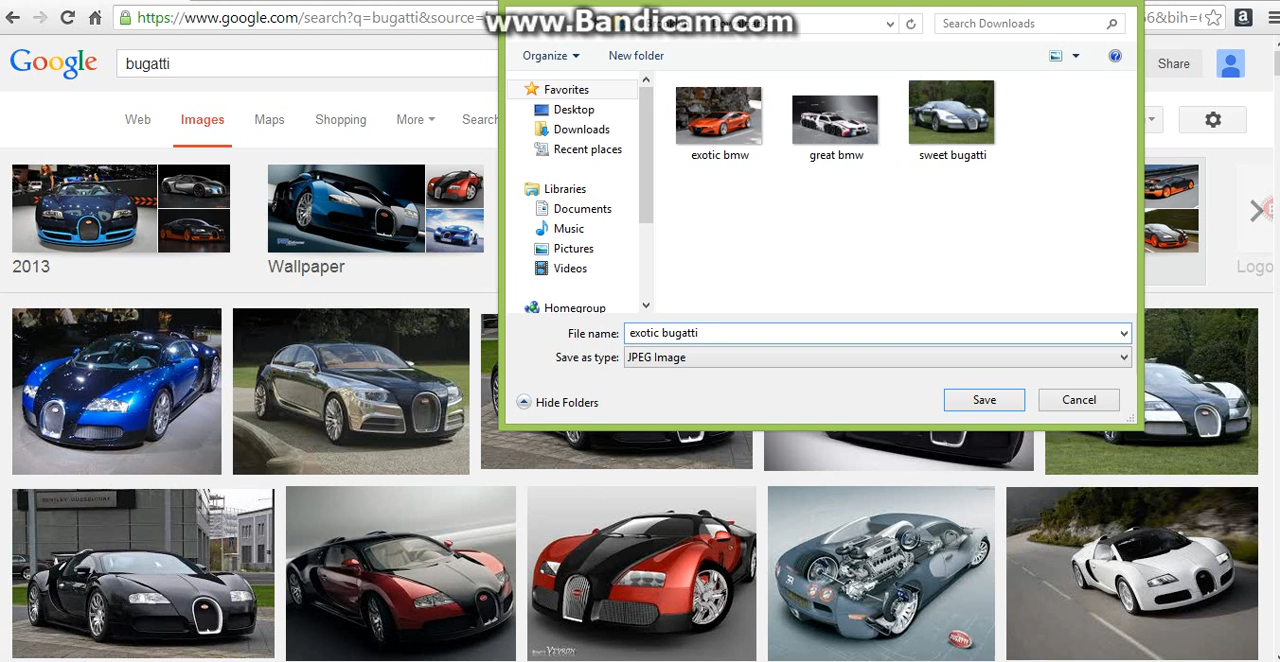 https://www.google.com/search?q=bugatti&source=
www.Bandicam.com
Search Downloads
Google
bugatti
Organize
New folder
Share
Web
Images
Maps
Shopping
More
Search
Favorites
Desktop
Downloads
Recent places
Libraries
Documents
Music
Pictures
Videos
Homegroup
exotic bmw
great bmw
sweet bugatti
2013
Wallpaper
Logo
File name:
exotic bugatti
Save as type:
JPEG Image
Hide Folders
Save
Cancel